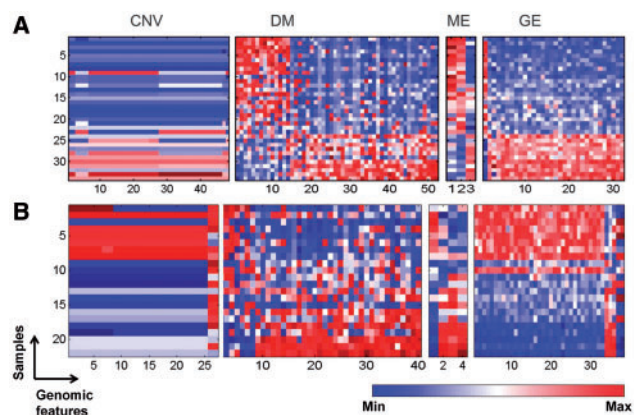 CNV DM ME GE
A
5
10
15
20
25
30
10 20 30 40 10 20 30 40 50 1 2 3 10 20 30
B
5
10
15
20
5 10 15 20 25 10 20 30 40 2 4 10 20 30
Samples
Genomic
features
Min Max